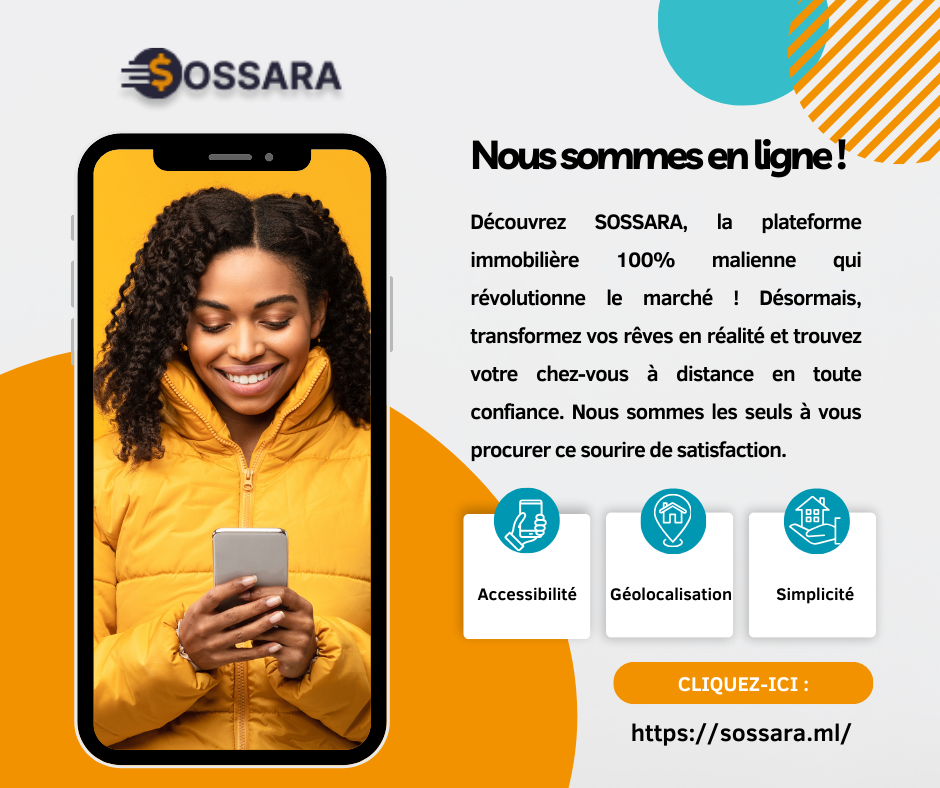 $OSSARA
Nous sommes en ligne !
Découvrez SOSSARA, la plateforme
immobilière 100% malienne qui
révolutionne le marché ! Désormais,
transformez vos rêves en réalité et trouvez
votre chez-vous à distance en toute
confiance. Nous sommes les seuls à vous
procurer ce sourire de satisfaction.
Accessibilité
Géolocalisation
Simplicité
CLIQUEZ-ICI :
https://sossara.ml/